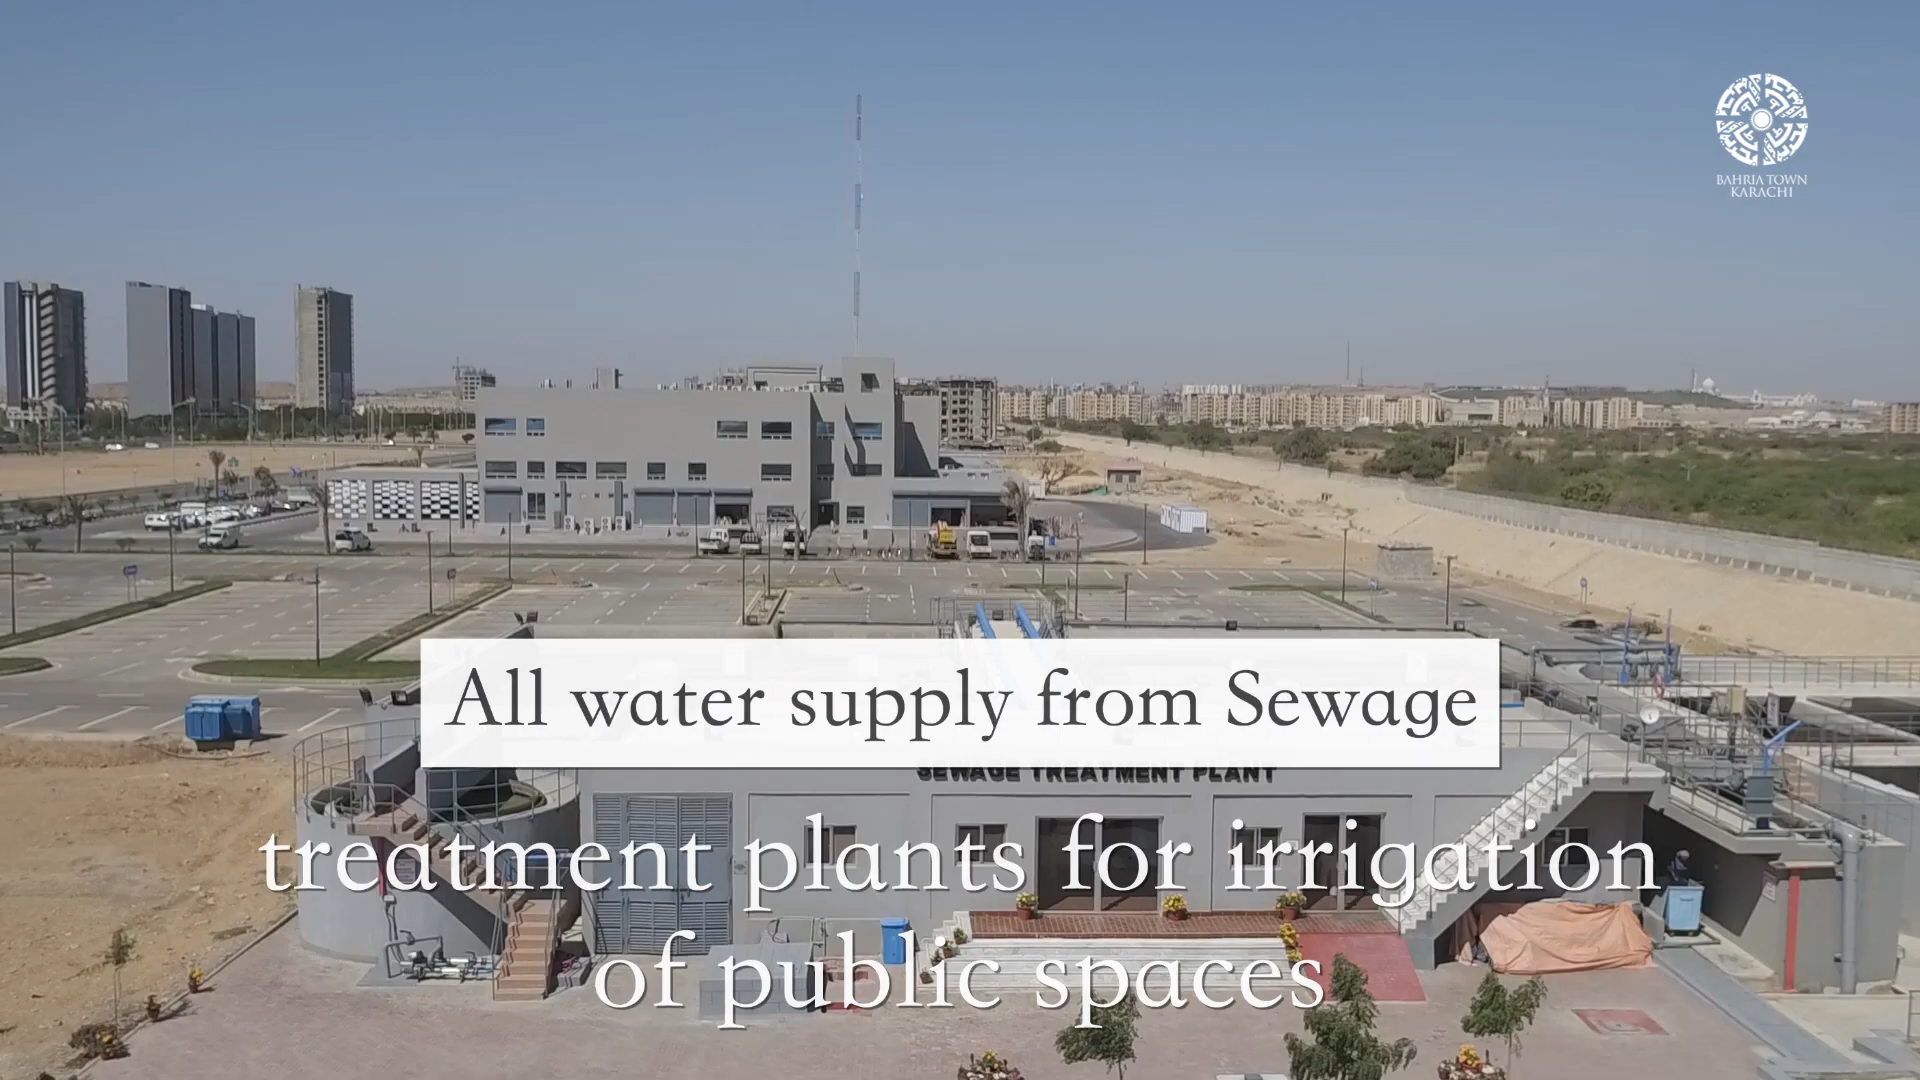 BAHRIA TOWN
KARACHI
All water supply from Sewage
SEWAGE TREATMENT PLANT
treatment plants for irrigation
of public spaces